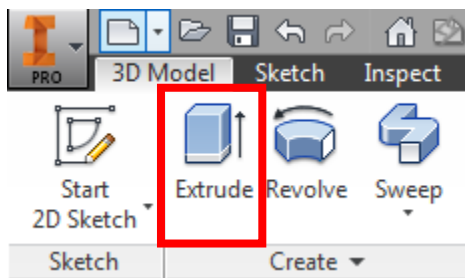 PRO
3D Model Sketch Inspect
Start
2D Sketch
Extrude Revolve Sweep
Sketch Create